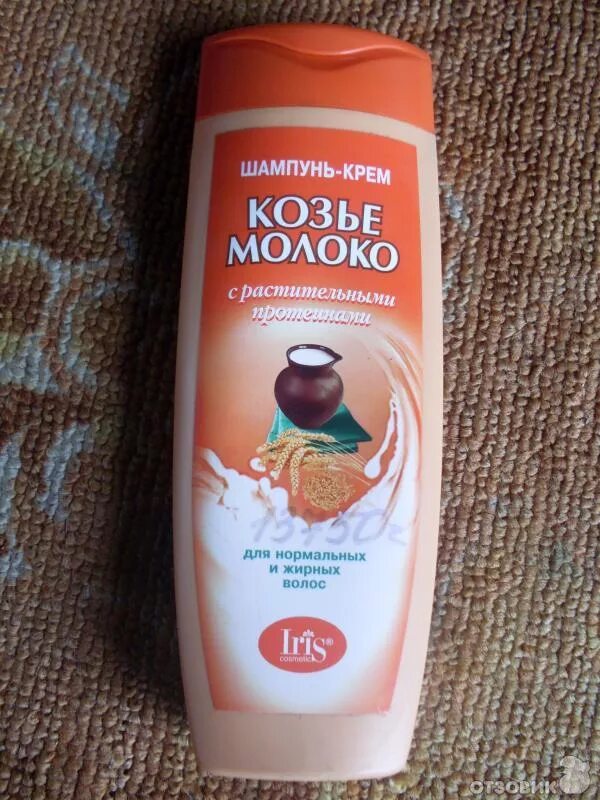 ШАМПУНЬ-КРЕМ
КОЗЬЕ
МОЛОКО
с растительными
протеинами
для нормальных
и жирных
волос
Iris®
cosmetic
ОТЗОВИК